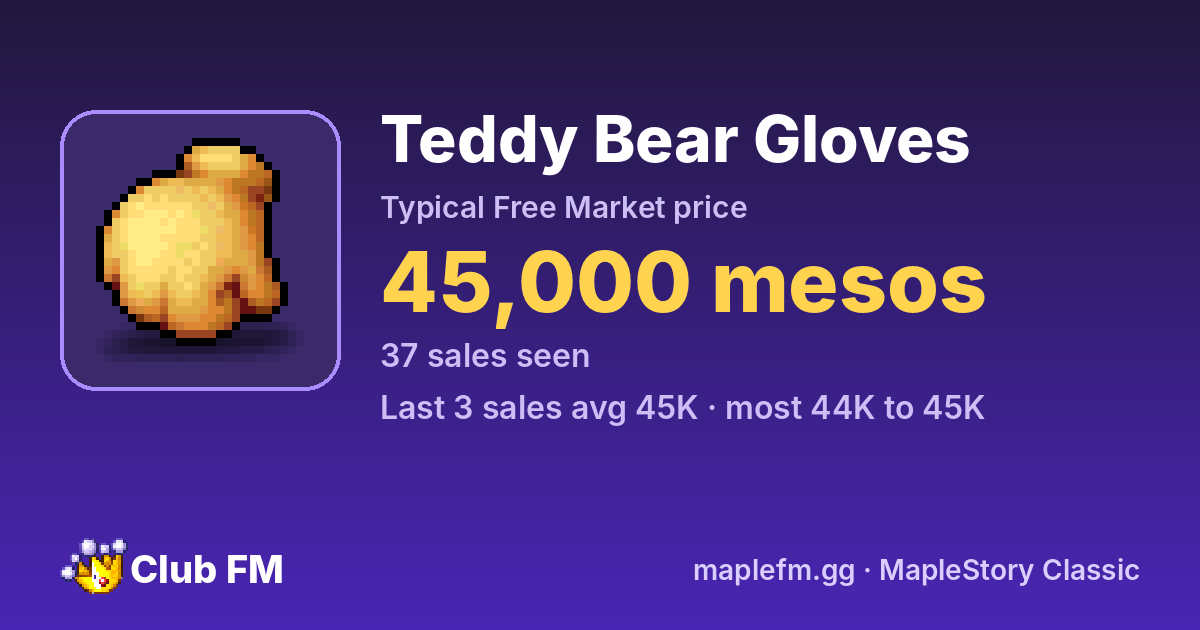 Teddy Bear Gloves
Typical Free Market price
45,000 mesos
37 sales seen
Last 3 sales avg 45K · most 44K to 45K
Club FM
maplefm.gg · MapleStory Classic